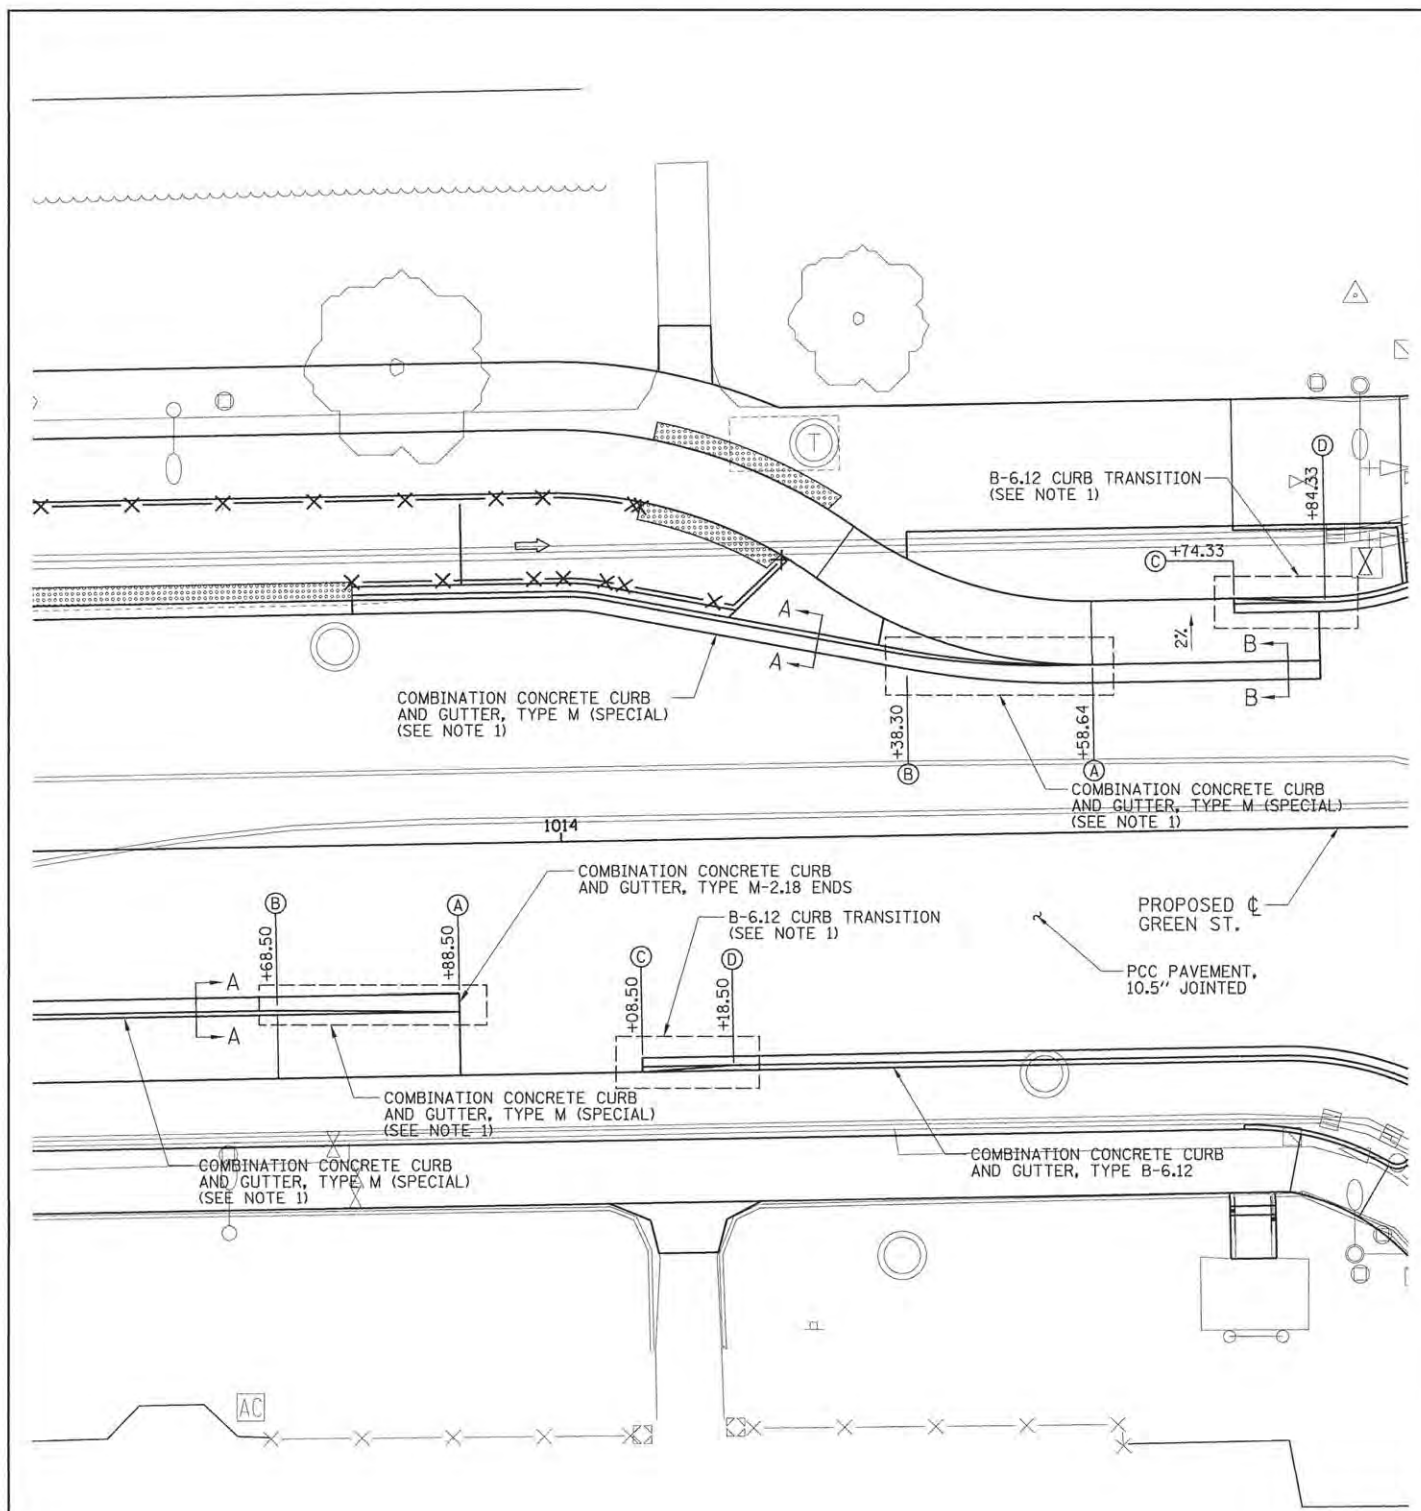 T
D
B-6.12 CURB TRANSITION
(SEE NOTE 1)
+84.33
C
+74.33
A
A
2%
B
B
COMBINATION CONCRETE CURB
AND GUTTER, TYPE M (SPECIAL)
(SEE NOTE 1)
+38.30
+58.64
B
A
COMBINATION CONCRETE CURB
AND GUTTER, TYPE M (SPECIAL)
(SEE NOTE 1)
1014
COMBINATION CONCRETE CURB
AND GUTTER, TYPE M-2.18 ENDS
B
A
PROPOSED ℄
GREEN ST.
B-6.12 CURB TRANSITION
(SEE NOTE 1)
+68.50
+88.50
C
D
PCC PAVEMENT,
10.5" JOINTED
A
+08.50
+18.50
A
COMBINATION CONCRETE CURB
AND GUTTER, TYPE M (SPECIAL)
(SEE NOTE 1)
COMBINATION CONCRETE CURB
AND GUTTER, TYPE B-6.12
COMBINATION CONCRETE CURB
AND GUTTER, TYPE M (SPECIAL)
(SEE NOTE 1)
AC